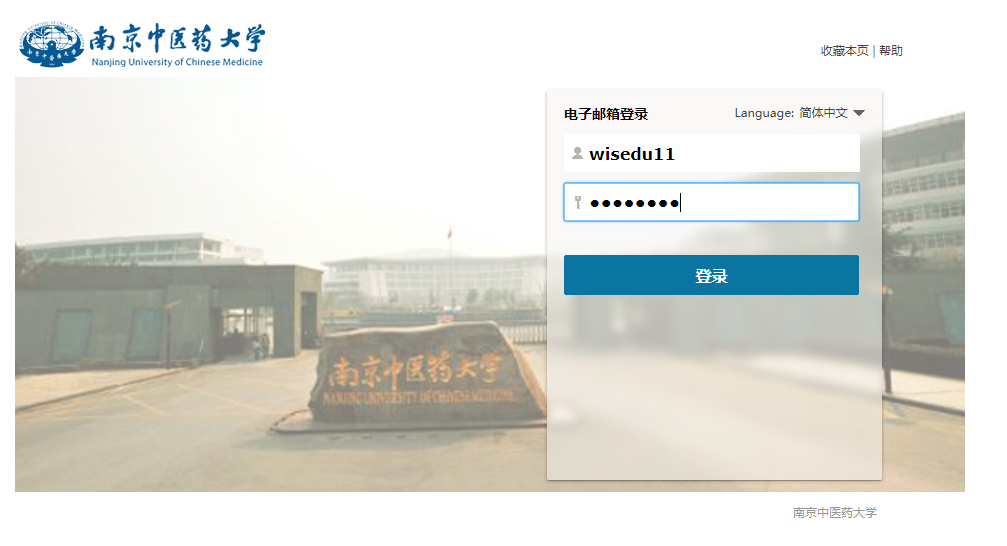 南京中医药大学
Nanjing University of Chinese Medicine
收藏本页 | 帮助
电子邮箱登录
Language: 简体中文
wisedu11
●●●●●●●●
登录
南京中医药大学
NANJING UNIVERSITY OF CHINESE MEDICINE
南京中医药大学